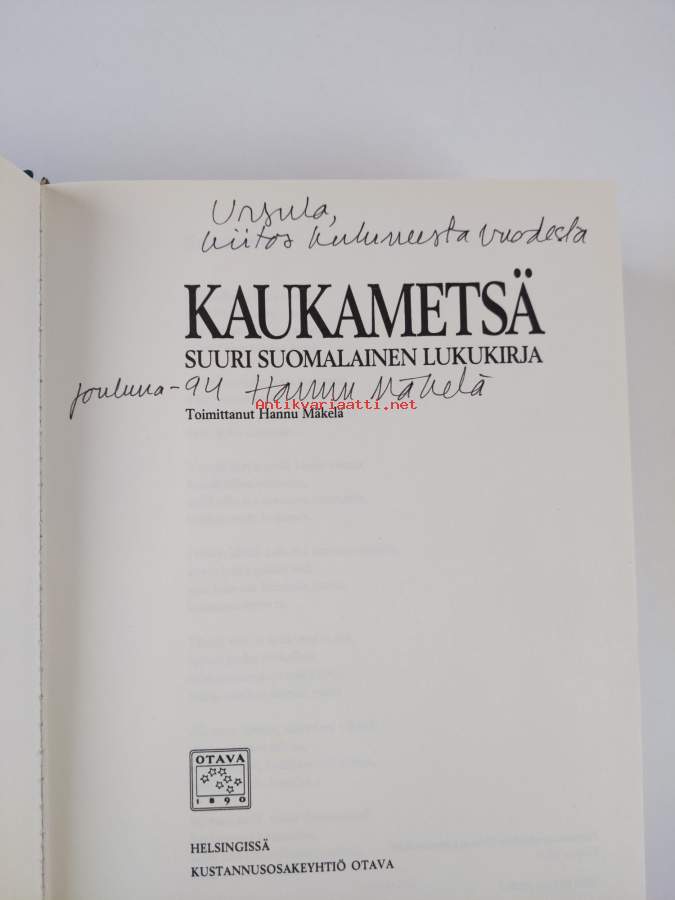 Ursula,
kiitos kuluneesta vuodesta
KAUKAMETSÄ
SUURI SUOMALAINEN LUKUKIRJA
jouluna -94 Hannu Mäkelä
Antikvariaatti.net
Toimittanut Hannu Mäkelä
OTAVA
1890
HELSINGISSÄ
KUSTANNUSOSAKEYHTIÖ OTAVA